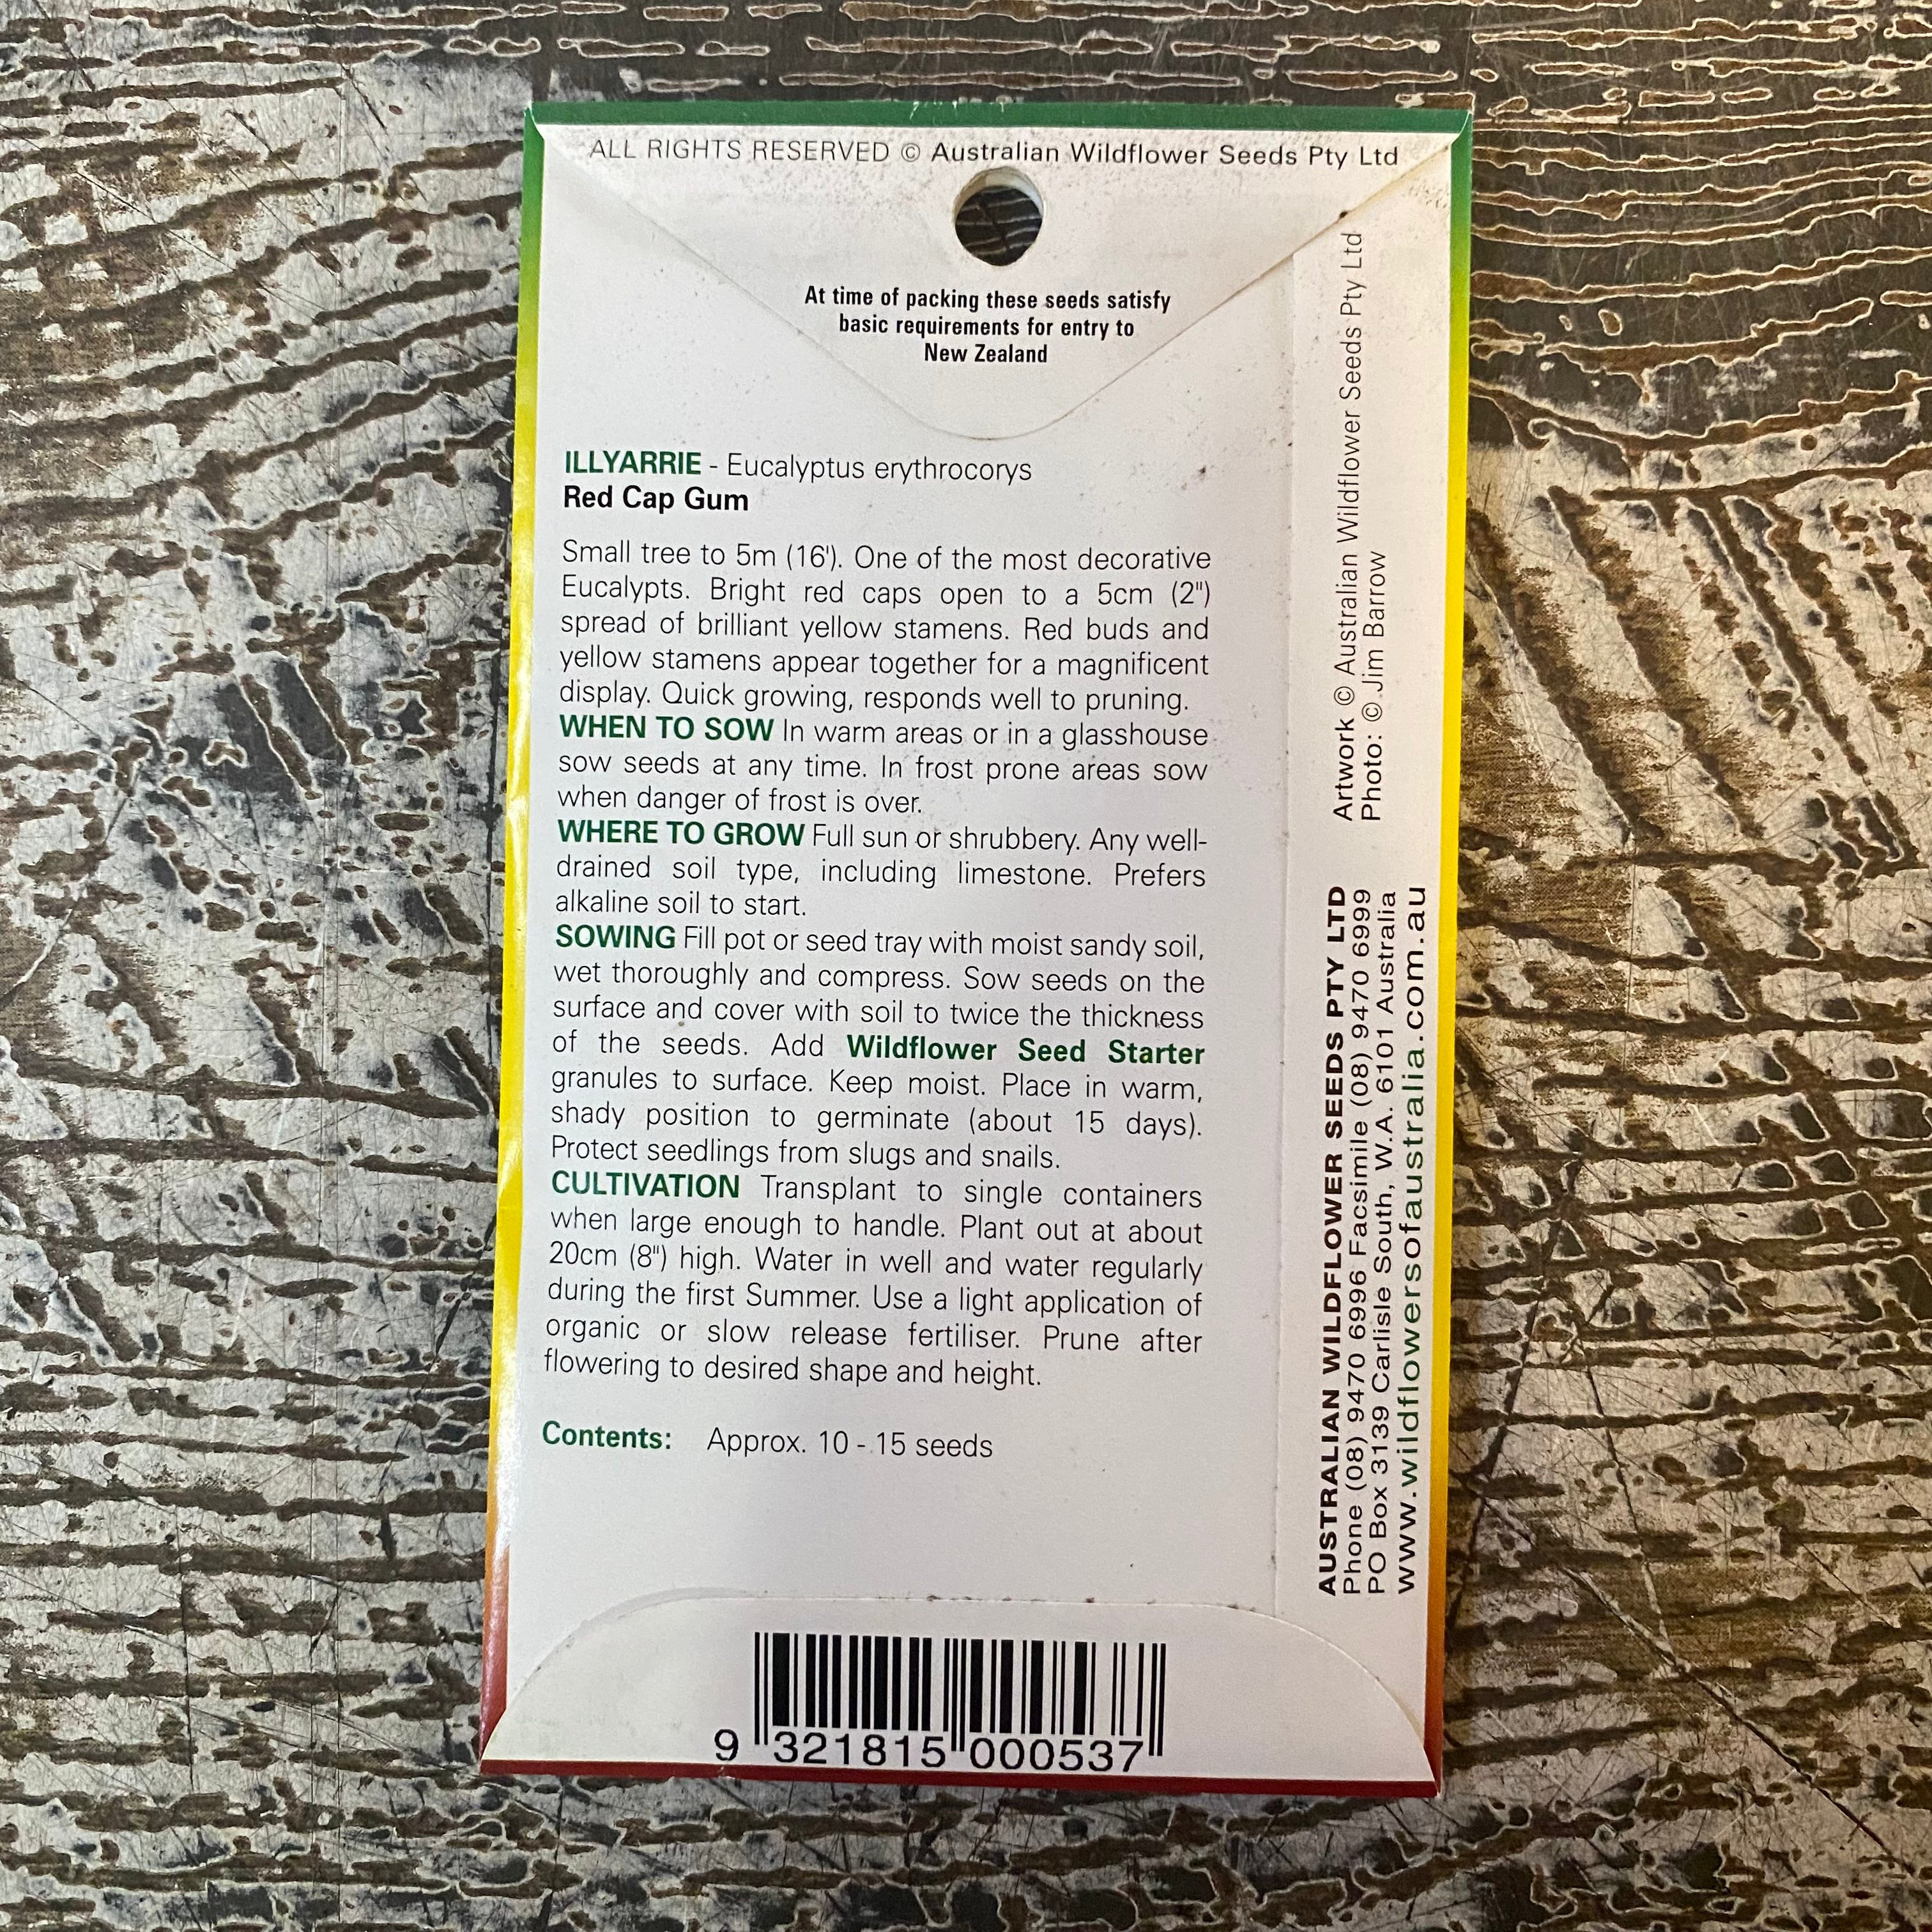 ALL RIGHTS RESERVED © Australian Wildflower Seeds Pty Ltd
At time of packing these seeds satisfy
basic requirements for entry to
New Zealand
ILLYARRIE - Eucalyptus erythrocorys
Red Cap Gum
Small tree to 5m (16'). One of the most decorative
Eucalypts. Bright red caps open to a 5cm (2")
spread of brilliant yellow stamens. Red buds and
yellow stamens appear together for a magnificent
display. Quick growing, responds well to pruning.
WHEN TO SOW In warm areas or in a glasshouse
sow seeds at any time. In frost prone areas sow
when danger of frost is over.
WHERE TO GROW Full sun or shrubbery. Any well-
drained soil type, including limestone. Prefers
alkaline soil to start.
SOWING Fill pot or seed tray with moist sandy soil,
wet thoroughly and compress. Sow seeds on the
surface and cover with soil to twice the thickness
of the seeds. Add Wildflower Seed Starter
granules to surface. Keep moist. Place in warm,
shady position to germinate (about 15 days).
Protect seedlings from slugs and snails.
CULTIVATION Transplant to single containers
when large enough to handle. Plant out at about
20cm (8") high. Water in well and water regularly
during the first Summer. Use a light application of
organic or slow release fertiliser. Prune after
flowering to desired shape and height.
Contents: Approx. 10 - 15 seeds
9 321815 000537
Artwork © Australian Wildflower Seeds Pty Ltd
Photo: © Jim Barrow
AUSTRALIAN WILDFLOWER SEEDS PTY LTD
Phone (08) 9470 6996 Facsimile (08) 9470 6999
PO Box 3139 Carlisle South, W.A. 6101 Australia
www.wildflowersofaustralia.com.au